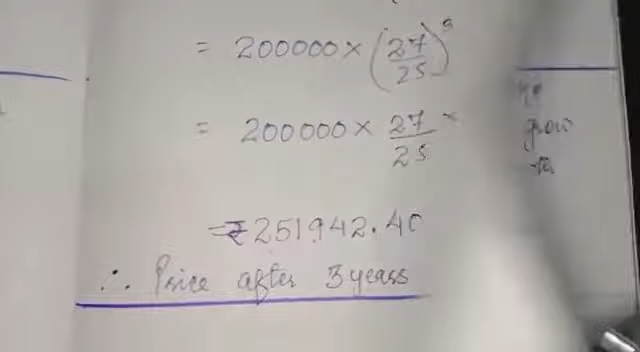 = 200000 × (27/25)³
= 200000 × 27/25 ×
= ₹251942.40
∴ Price after 3 years